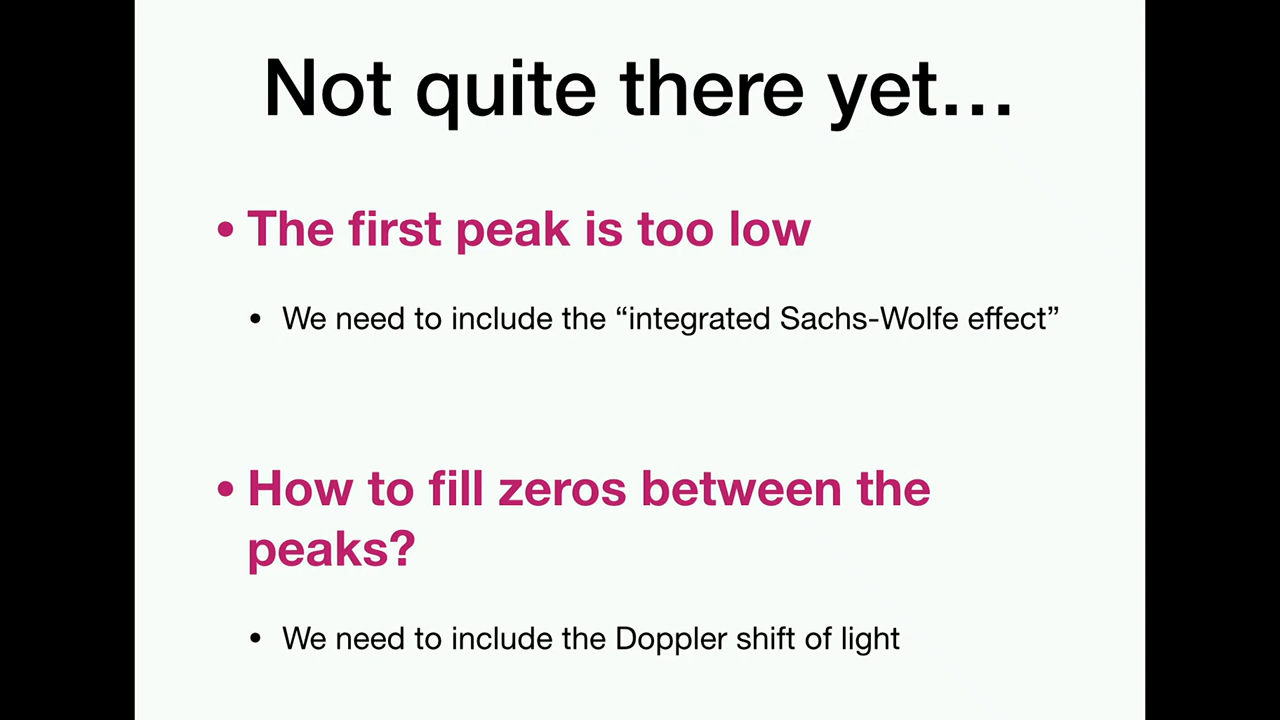 Not quite there yet…
• The first peak is too low
• We need to include the “integrated Sachs-Wolfe effect”
• How to fill zeros between the
peaks?
• We need to include the Doppler shift of light